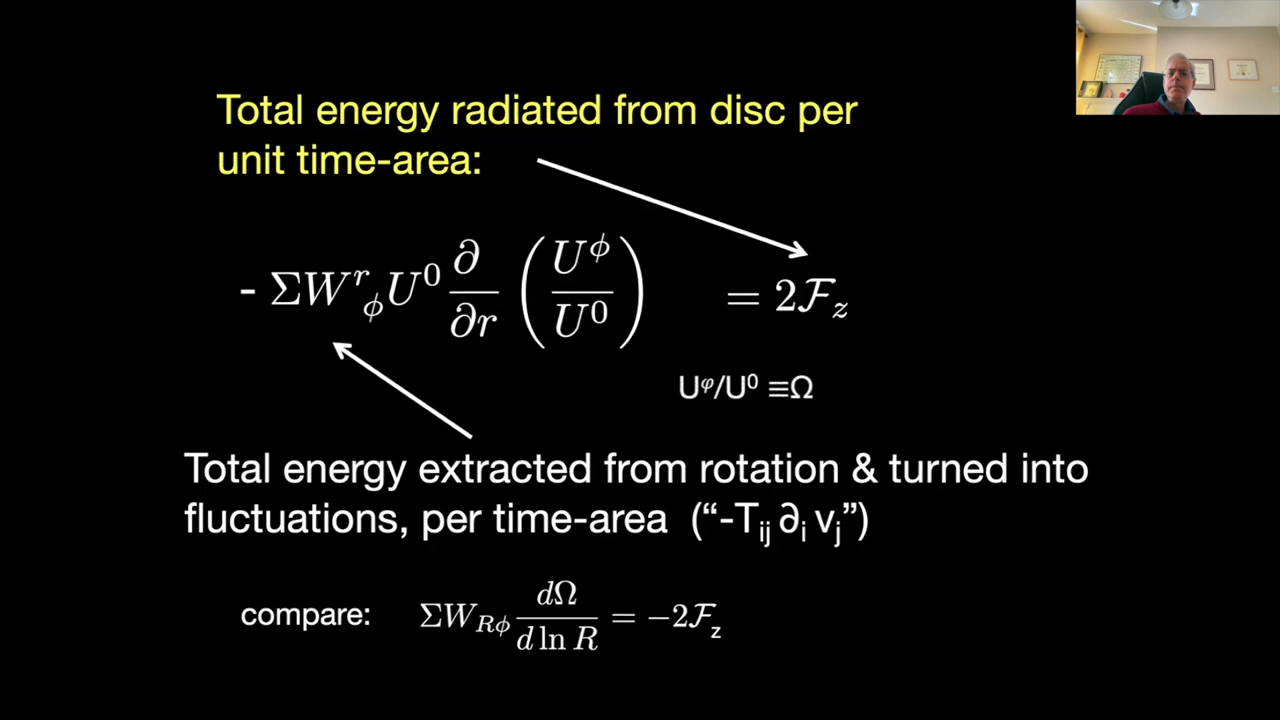 Total energy radiated from disc per
unit time-area:
- ΣW^r_ϕ U^0 ∂/∂r (U^ϕ/U^0) = 2ℱ_z
U^φ/U^0 ≡Ω
Total energy extracted from rotation & turned into
fluctuations, per time-area (“-T_ij ∂_i v_j”)
compare: ΣW_Rϕ dΩ/d ln R = −2ℱ_z